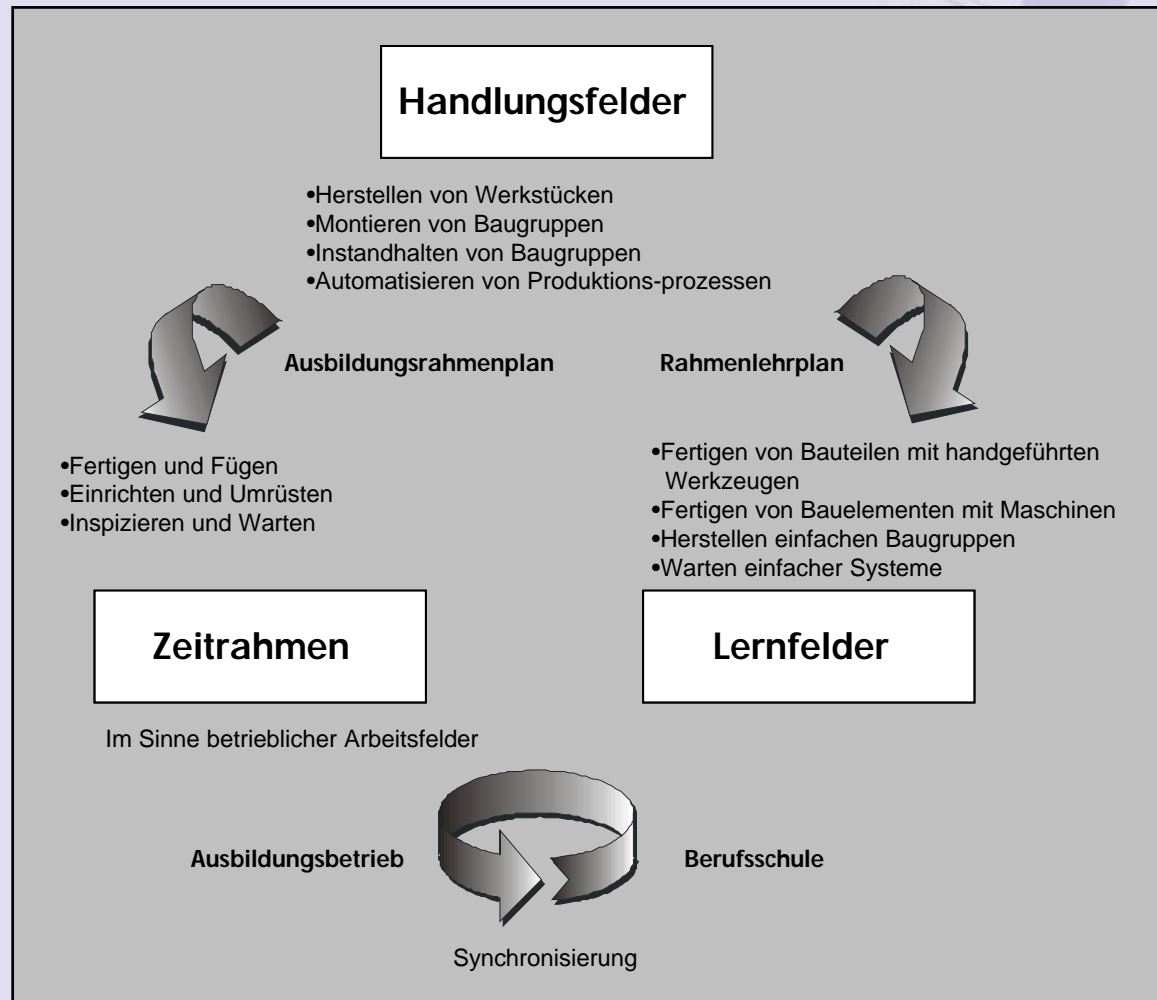 Handlungsfelder
•Herstellen von Werkstücken
•Montieren von Baugruppen
•Instandhalten von Baugruppen
•Automatisieren von Produktions-prozessen
Ausbildungsrahmenplan
Rahmenlehrplan
•Fertigen und Fügen
•Einrichten und Umrüsten
•Inspizieren und Warten
•Fertigen von Bauteilen mit handgeführten
Werkzeugen
•Fertigen von Bauelementen mit Maschinen
•Herstellen einfachen Baugruppen
•Warten einfacher Systeme
Zeitrahmen
Lernfelder
Im Sinne betrieblicher Arbeitsfelder
Ausbildungsbetrieb
Berufsschule
Synchronisierung